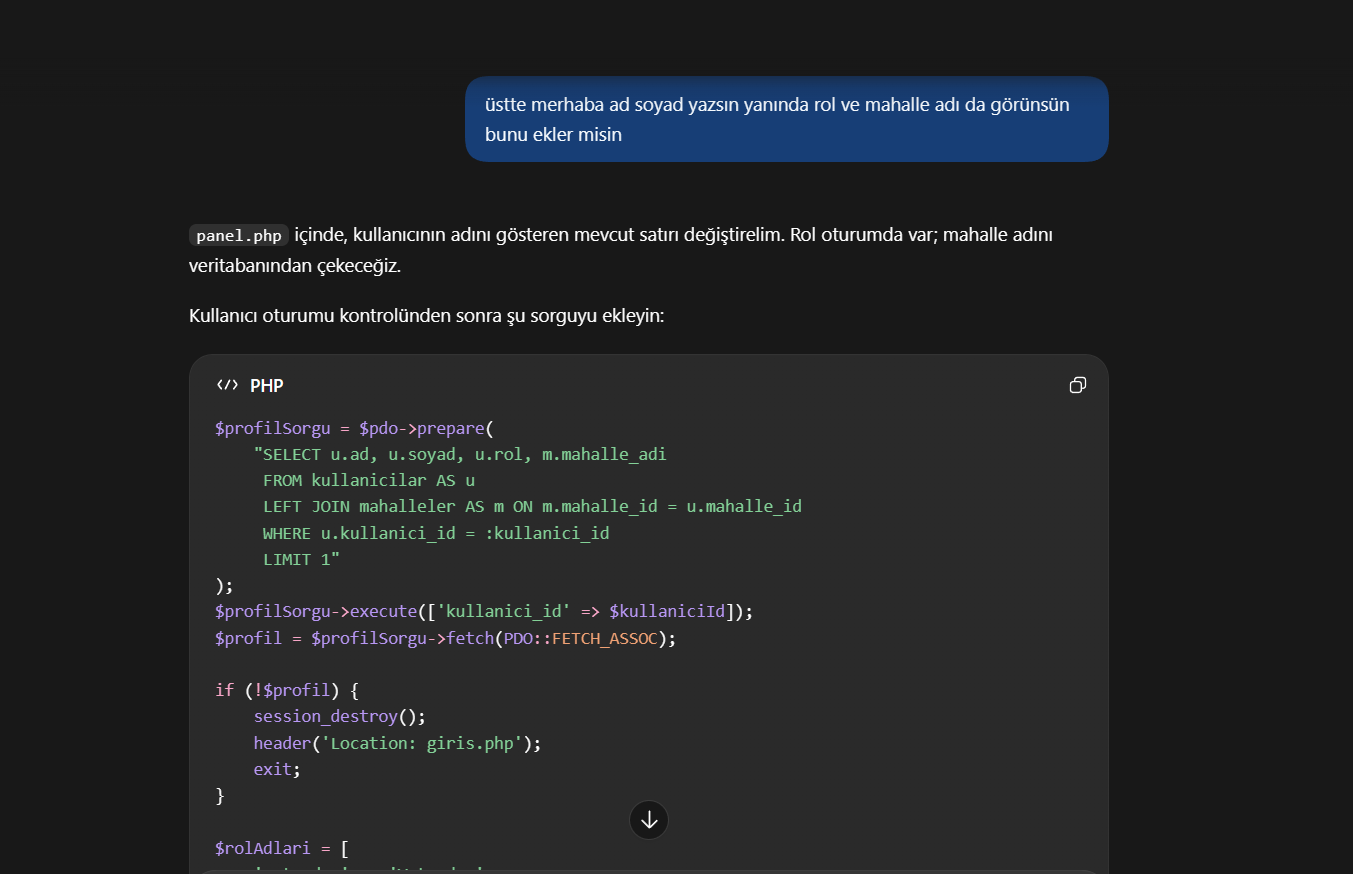 üstte merhaba ad soyad yazsın yanında rol ve mahalle adı da görünsün
bunu ekler misin
panel.php içinde, kullanıcının adını gösteren mevcut satırı değiştirelim. Rol oturumda var; mahalle adını
veritabanından çekeceğiz.
Kullanıcı oturumu kontrolünden sonra şu sorguyu ekleyin:
</> PHP
$profilSorgu = $pdo->prepare(
    "SELECT u.ad, u.soyad, u.rol, m.mahalle_adi
     FROM kullanicilar AS u
     LEFT JOIN mahalleler AS m ON m.mahalle_id = u.mahalle_id
     WHERE u.kullanici_id = :kullanici_id
     LIMIT 1"
);
$profilSorgu->execute(['kullanici_id' => $kullaniciId]);
$profil = $profilSorgu->fetch(PDO::FETCH_ASSOC);
if (!$profil) {
    session_destroy();
    header('Location: giris.php');
    exit;
}
$rolAdlari = [